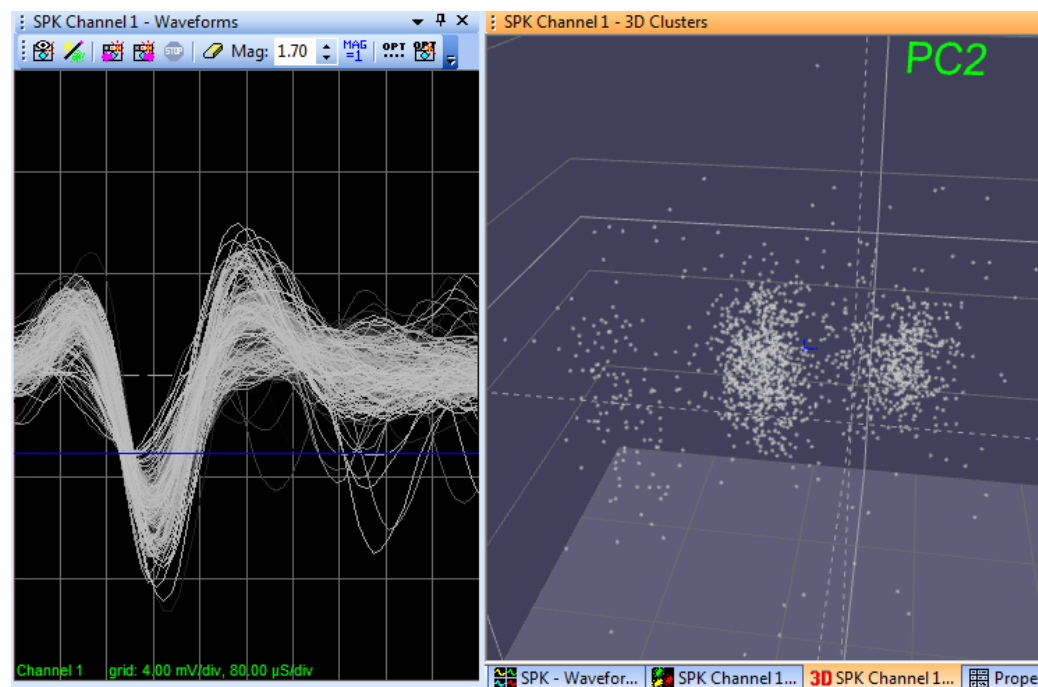 SPK Channel 1 - Waveforms
Mag: 1.70 MAG =1 OPT
STOP
Channel 1 grid: 4.00 mV/div, 80.00 µS/div
SPK Channel 1 - 3D Clusters
PC2
SPK - Wavefor... SPK Channel 1... 3D SPK Channel 1... Prope